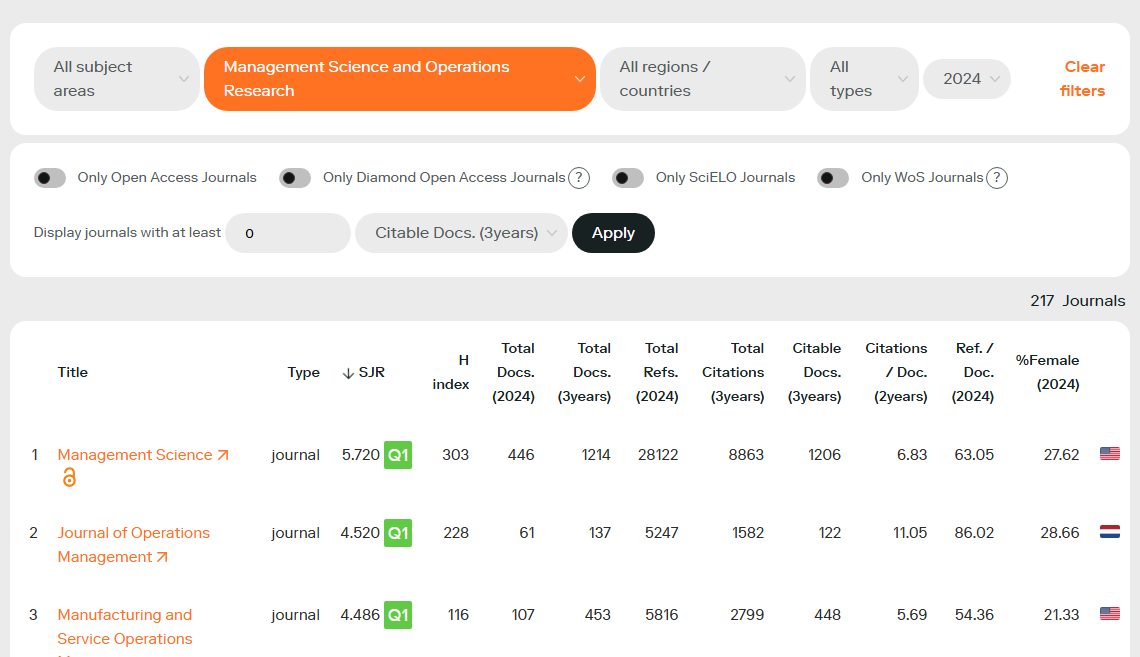 All subject
areas
Management Science and Operations
Research
All regions /
countries
All
types
2024
Clear
filters
Only Open Access Journals
Only Diamond Open Access Journals ?
Only SciELO Journals
Only WoS Journals ?
Display journals with at least 0 Citable Docs. (3years) Apply
217 Journals
Title
Type
↓ SJR
H
index
Total
Docs.
(2024)
Total
Docs.
(3years)
Total
Refs.
(2024)
Total
Citations
(3years)
Citable
Docs.
(3years)
Citations
/ Doc.
(2years)
Ref. /
Doc.
(2024)
%Female
(2024)
1 Management Science journal 5.720 Q1 303 446 1214 28122 8863 1206 6.83 63.05 27.62
2 Journal of Operations
Management journal 4.520 Q1 228 61 137 5247 1582 122 11.05 86.02 28.66
3 Manufacturing and
Service Operations journal 4.486 Q1 116 107 453 5816 2799 448 5.69 54.36 21.33